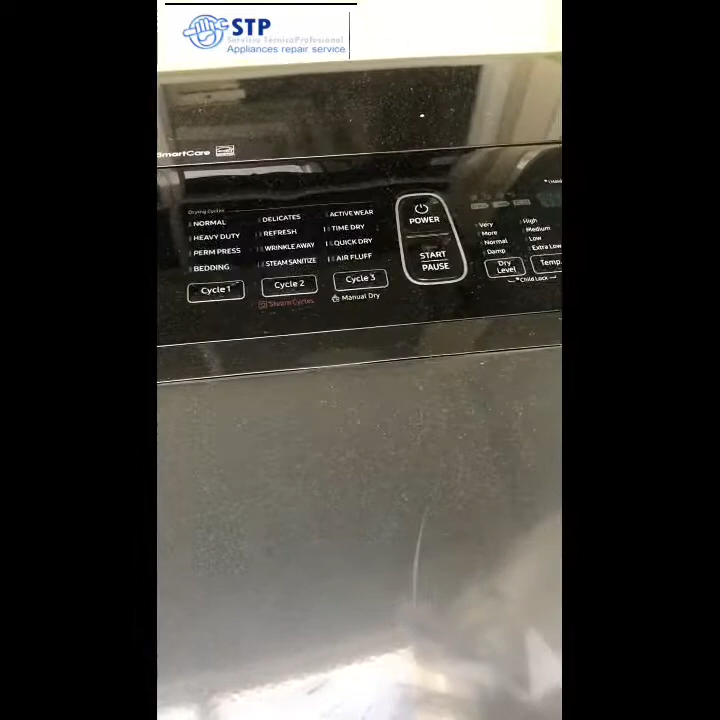 STP
Servicio TécnicoProfesional
Appliances repair service
SmartCare
Drying Cycles
NORMAL
HEAVY DUTY
PERM PRESS
BEDDING
Cycle 1
DELICATES
REFRESH
WRINKLE AWAY
STEAM SANITIZE
Cycle 2
Steam Cycles
ACTIVE WEAR
TIME DRY
QUICK DRY
AIR FLUFF
Cycle 3
Manual Dry
POWER
START
PAUSE
Very
More
Normal
Damp
Dry
Level
High
Medium
Low
Extra Low
Temp.
Child Lock